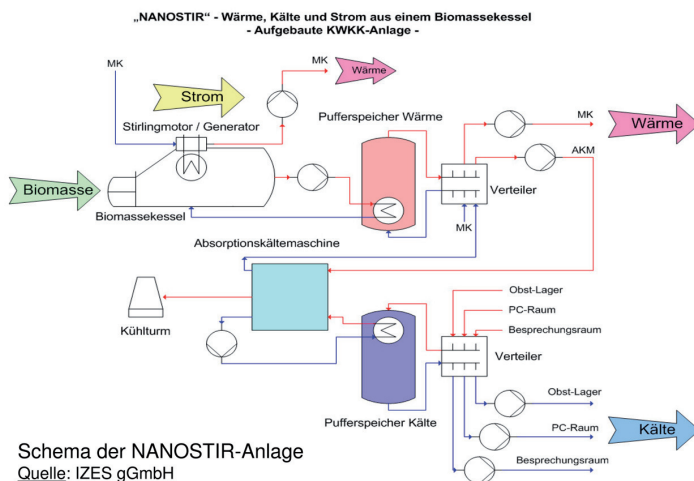 „NANOSTIR“ - Wärme, Kälte und Strom aus einem Biomassekessel
- Aufgebaute KWKK-Anlage -
MK
MK
Wärme
Strom
Stirlingmotor / Generator
Pufferspeicher Wärme
MK
Wärme
AKM
Biomasse
Biomassekessel
Verteiler
MK
Absorptionskältemaschine
Kühlturm
Obst-Lager
PC-Raum
Besprechungsraum
Verteiler
Pufferspeicher Kälte
Obst-Lager
PC-Raum
Kälte
Besprechungsraum
Schema der NANOSTIR-Anlage
Quelle: IZES gGmbH